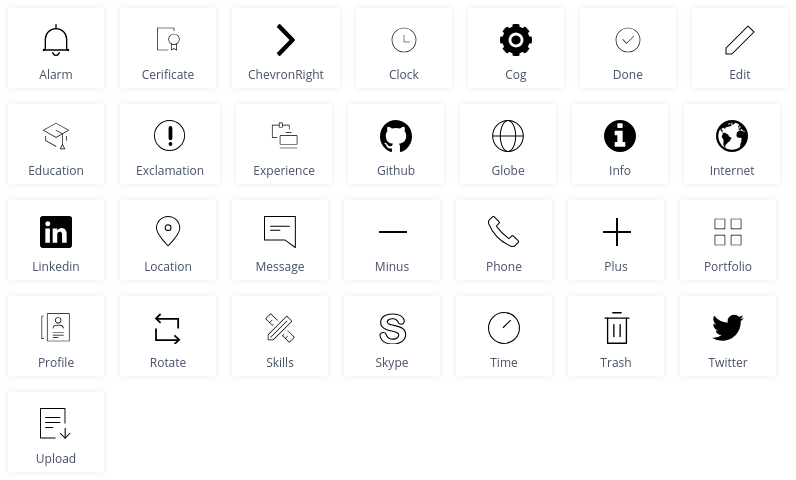 Alarm
Cerificate
ChevronRight
Clock
Cog
Done
Edit
Education
Exclamation
Experience
Github
Globe
Info
Internet
Linkedin
Location
Message
Minus
Phone
Plus
Portfolio
Profile
Rotate
Skills
Skype
Time
Trash
Twitter
Upload